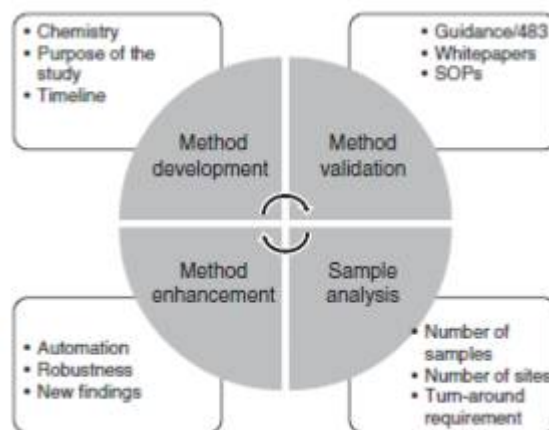 • Chemistry
• Purpose of the
study
• Timeline
• Guidance/483
• Whitepapers
• SOPs
Method
development
Method
validation
Method
enhancement
Sample
analysis
• Automation
• Robustness
• New findings
• Number of
samples
• Number of sites
• Turn-around
requirement